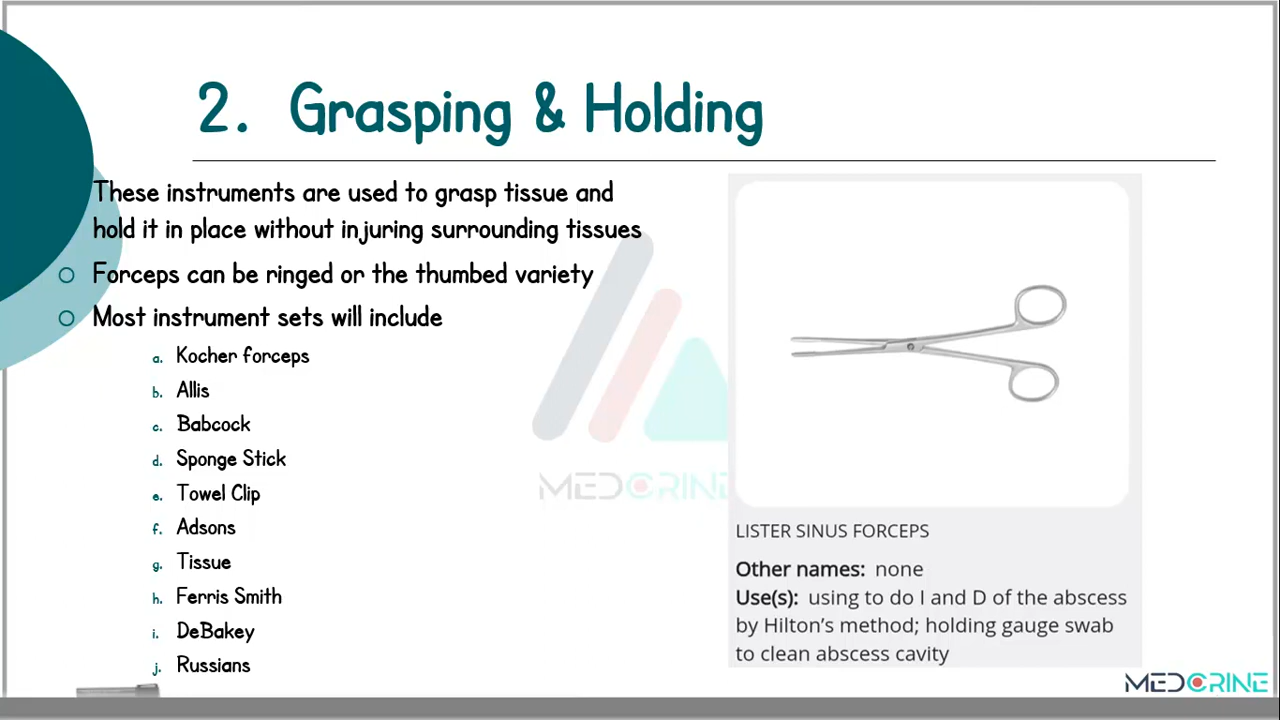 2. Grasping & Holding
These instruments are used to grasp tissue and
hold it in place without injuring surrounding tissues
Forceps can be ringed or the thumbed variety
Most instrument sets will include
a. Kocher forceps
b. Allis
c. Babcock
d. Sponge Stick
e. Towel Clip
f. Adsons
g. Tissue
h. Ferris Smith
i. DeBakey
j. Russians
MEDCRINE
LISTER SINUS FORCEPS
Other names: none
Use(s): using to do I and D of the abscess
by Hilton's method; holding gauge swab
to clean abscess cavity
MEDCRINE